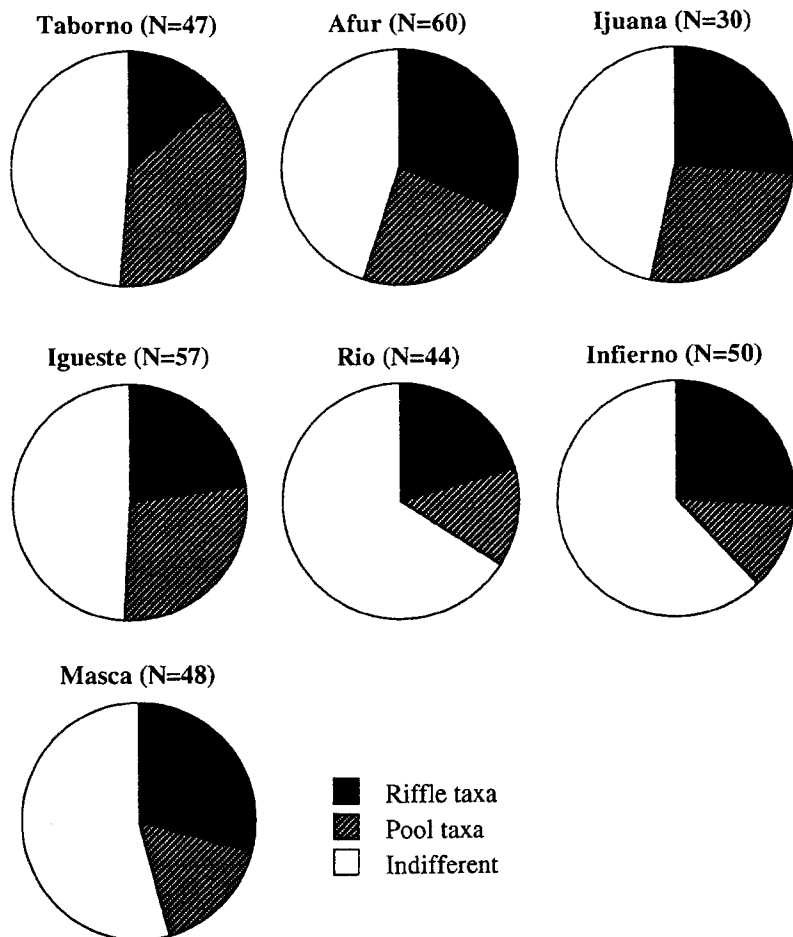 Taborno (N=47)
Afur (N=60)
Ijuana (N=30)
Igueste (N=57)
Rio (N=44)
Infierno (N=50)
Masca (N=48)
Riffle taxa
Pool taxa
Indifferent